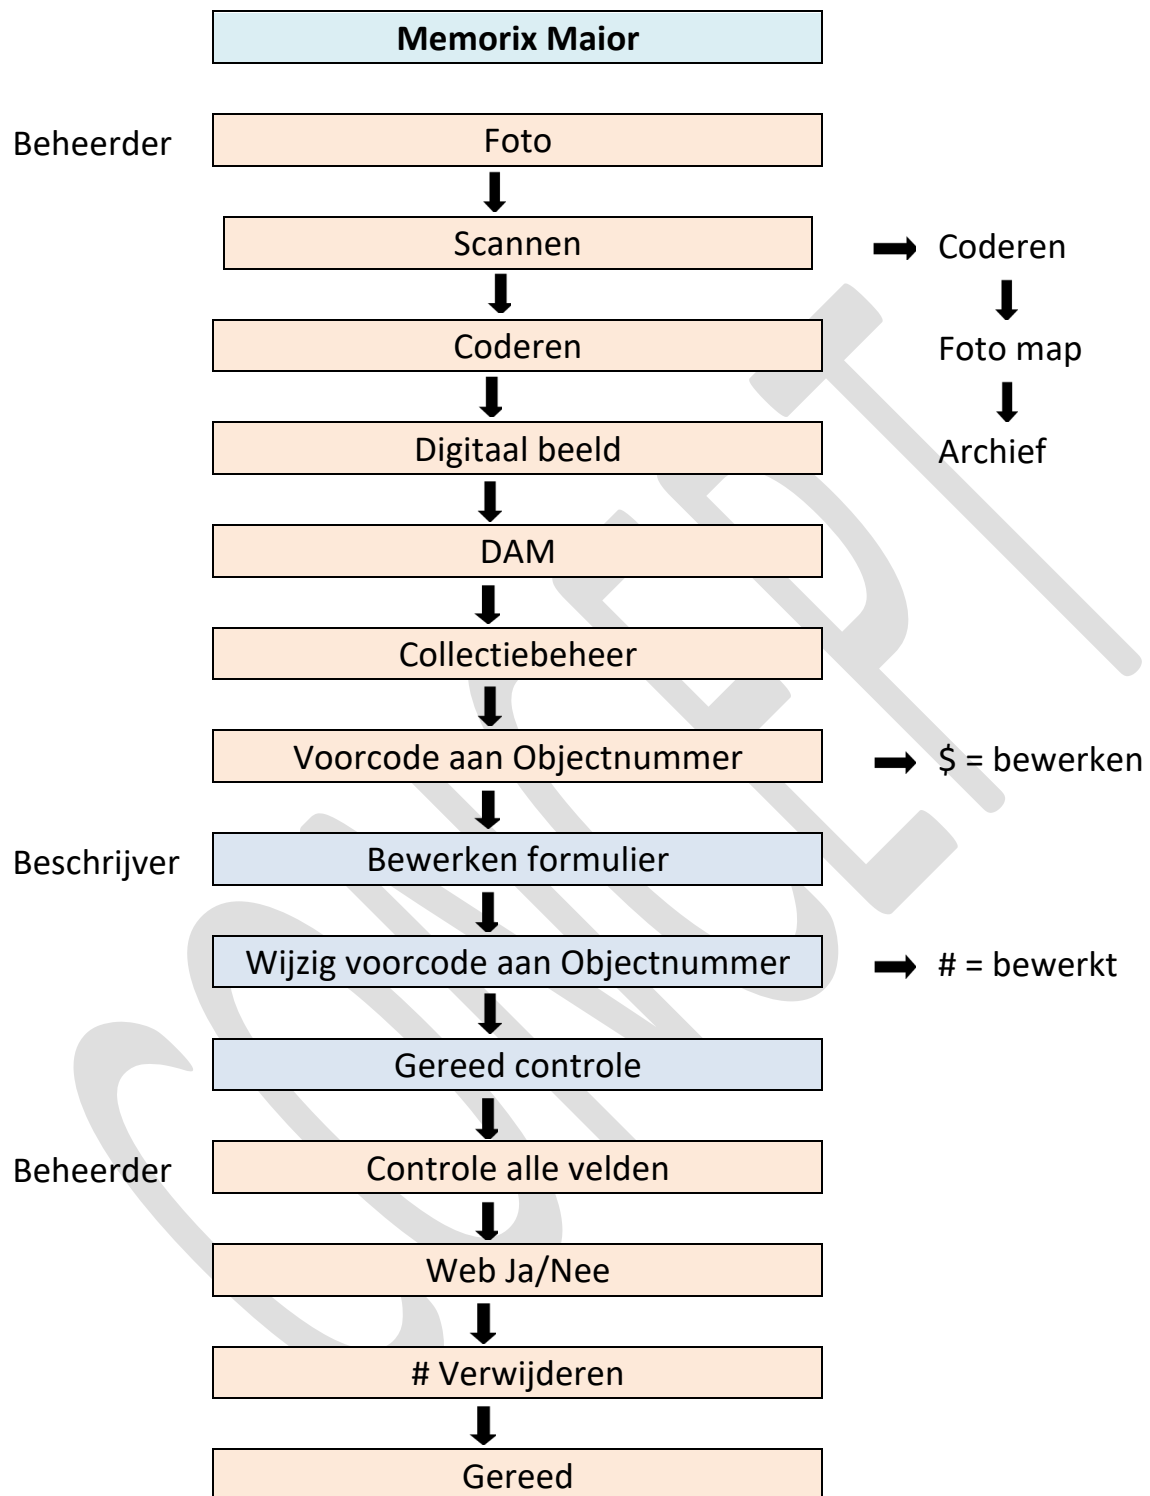 Memorix Maior
Beheerder
Foto
Scannen
Coderen
Coderen
Foto map
Digitaal beeld
Archief
DAM
Collectiebeheer
Voorcode aan Objectnummer
$ = bewerken
Beschrijver
Bewerken formulier
Wijzig voorcode aan Objectnummer
# = bewerkt
Gereed controle
Beheerder
Controle alle velden
Web Ja/Nee
# Verwijderen
Gereed
CONCEPT